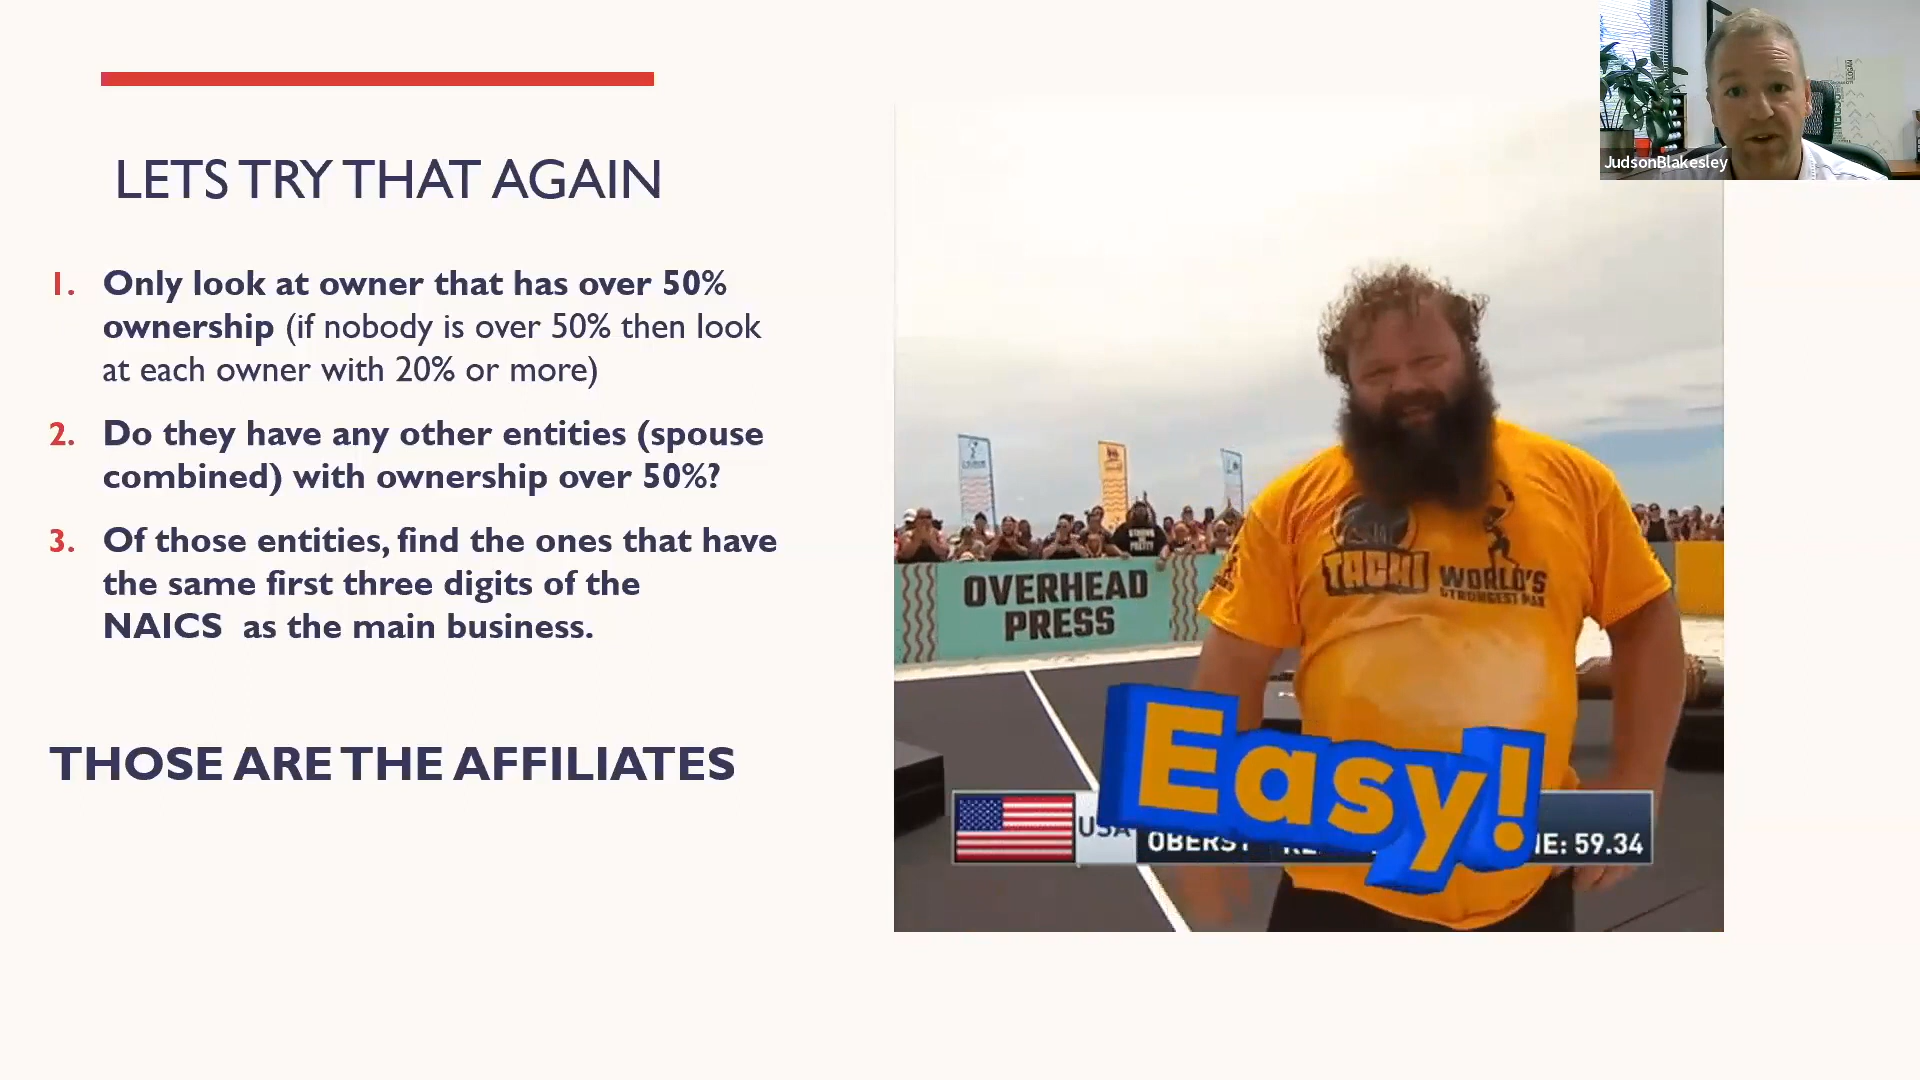 LETS TRY THAT AGAIN
1. Only look at owner that has over 50%
ownership (if nobody is over 50% then look
at each owner with 20% or more)
2. Do they have any other entities (spouse
combined) with ownership over 50%?
3. Of those entities, find the ones that have
the same first three digits of the
NAICS as the main business.
THOSE ARE THE AFFILIATES
JudsonBlakesley
OVERHEAD
PRESS
TACHI WORLD'S
STRONGEST MAN
Easy!
USA
OBERST
59.34